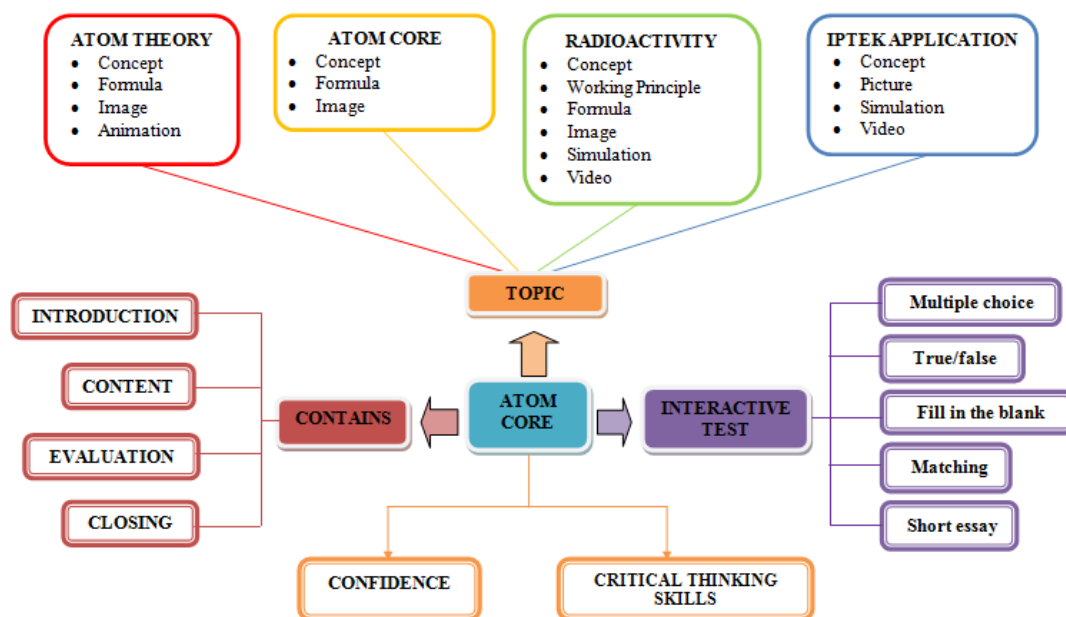 ATOM THEORY
• Concept
• Formula
• Image
• Animation
ATOM CORE
• Concept
• Formula
• Image
RADIOACTIVITY
• Concept
• Working Principle
• Formula
• Image
• Simulation
• Video
IPTEK APPLICATION
• Concept
• Picture
• Simulation
• Video
TOPIC
INTRODUCTION
CONTENT
EVALUATION
CLOSING
CONTAINS
ATOM
CORE
INTERACTIVE
TEST
Multiple choice
True/false
Fill in the blank
Matching
Short essay
CONFIDENCE
CRITICAL THINKING
SKILLS